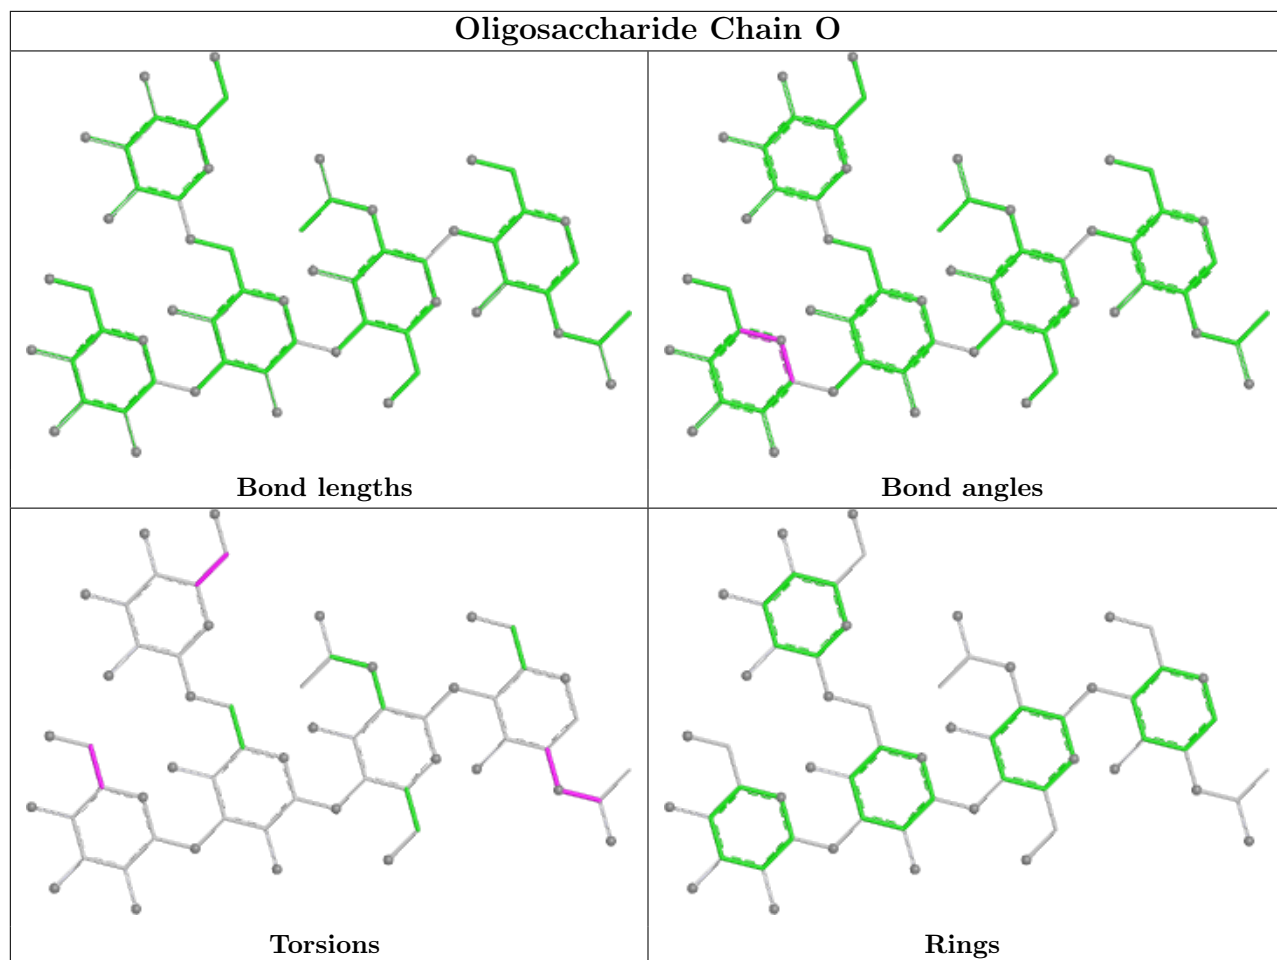 Oligosaccharide Chain O
Bond lengths
Bond angles
Torsions
Rings